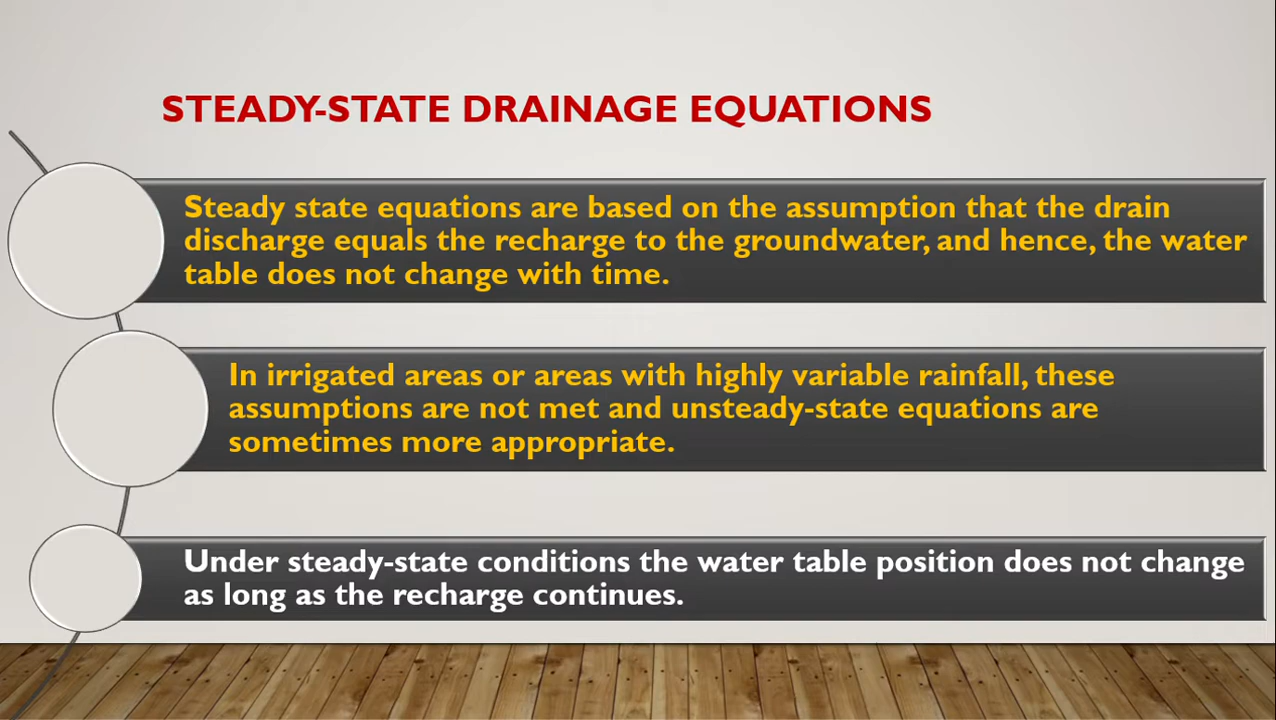 STEADY-STATE DRAINAGE EQUATIONS
Steady state equations are based on the assumption that the drain
discharge equals the recharge to the groundwater, and hence, the water
table does not change with time.
In irrigated areas or areas with highly variable rainfall, these
assumptions are not met and unsteady-state equations are
sometimes more appropriate.
Under steady-state conditions the water table position does not change
as long as the recharge continues.